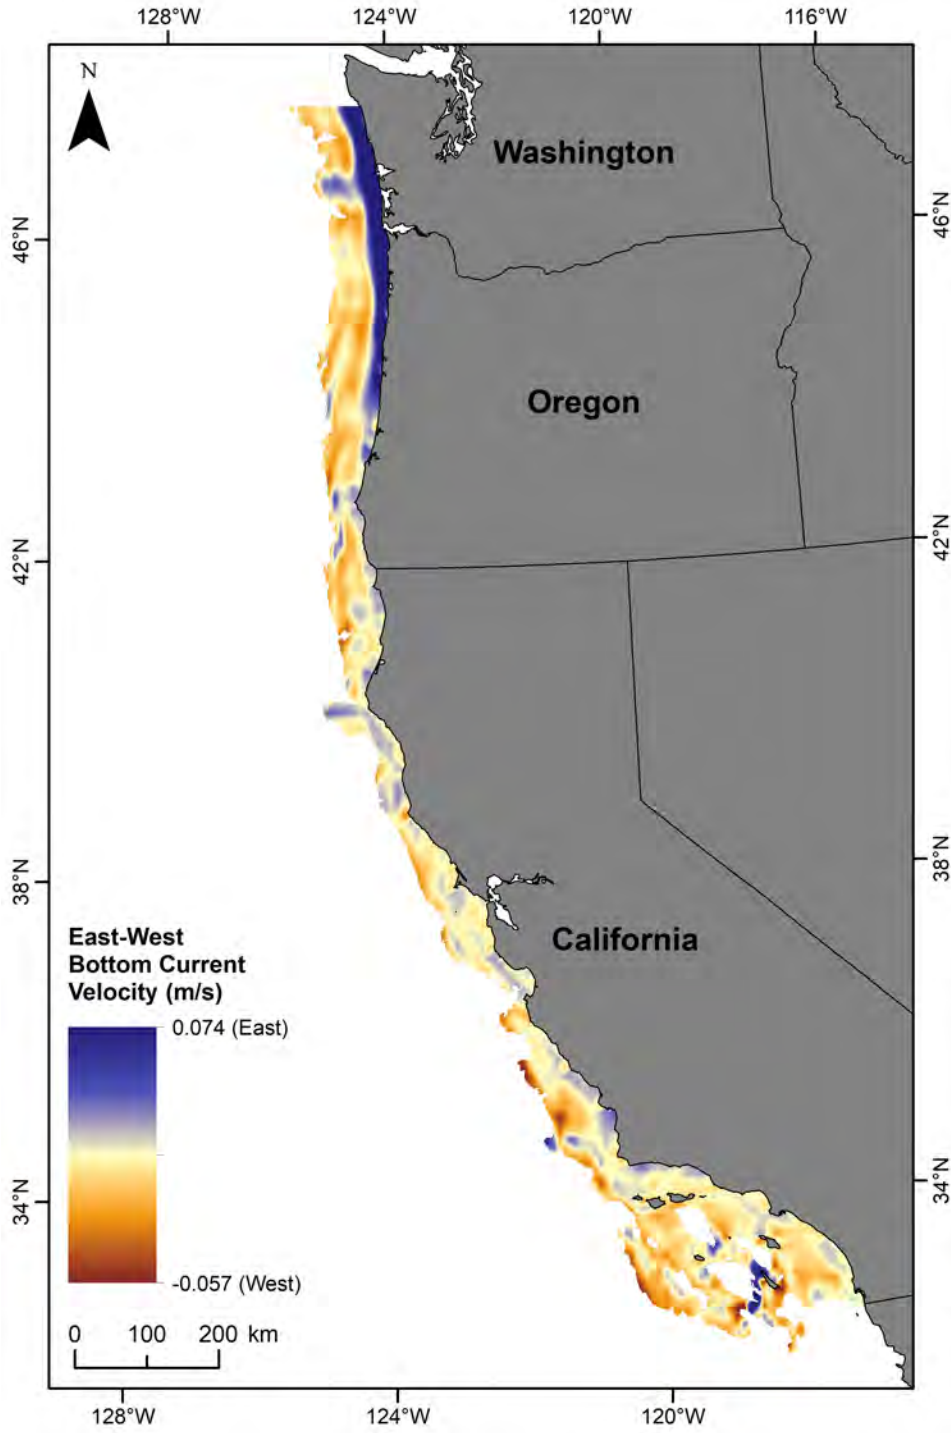 128°W 124°W 120°W 116°W
N
Washington
46°N 46°N
Oregon
42°N 42°N
38°N 38°N
California
East-West
Bottom Current
Velocity (m/s)
0.074 (East)
34°N 34°N
-0.057 (West)
0 100 200 km
128°W 124°W 120°W